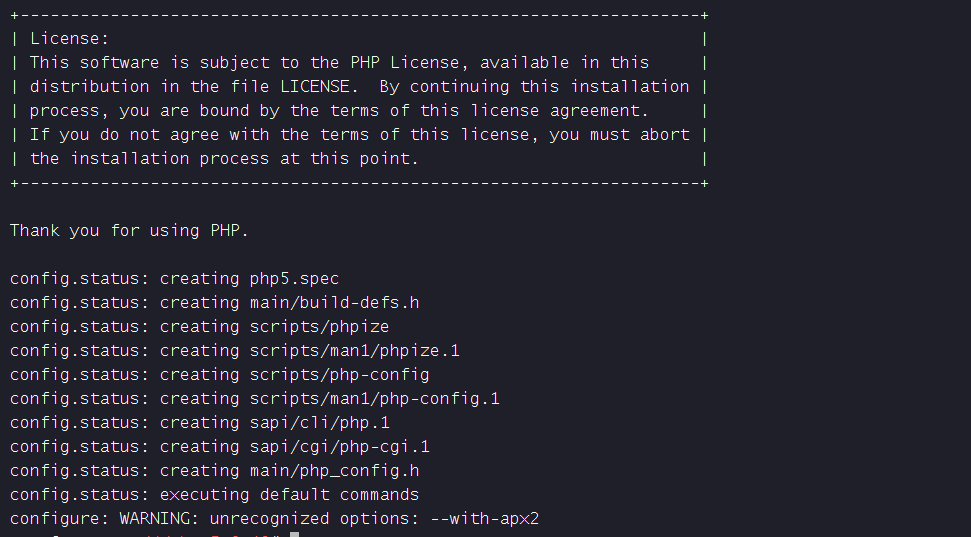 +--------------------------------------------------------------------+
| License:                                                           |
| This software is subject to the PHP License, available in this     |
| distribution in the file LICENSE.  By continuing this installation |
| process, you are bound by the terms of this license agreement.     |
| If you do not agree with the terms of this license, you must abort |
| the installation process at this point.                            |
+--------------------------------------------------------------------+
Thank you for using PHP.
config.status: creating php5.spec
config.status: creating main/build-defs.h
config.status: creating scripts/phpize
config.status: creating scripts/man1/phpize.1
config.status: creating scripts/php-config
config.status: creating scripts/man1/php-config.1
config.status: creating sapi/cli/php.1
config.status: creating sapi/cgi/php-cgi.1
config.status: creating main/php_config.h
config.status: executing default commands
configure: WARNING: unrecognized options: --with-apx2